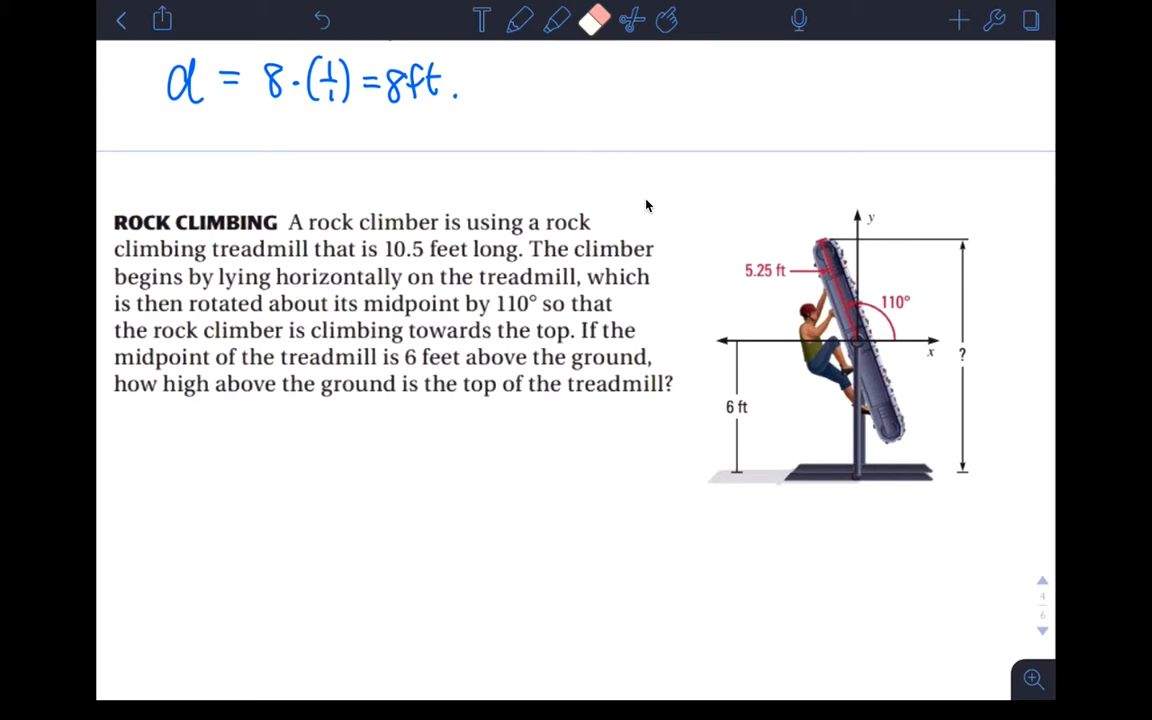 d = 8 · (1/1) = 8ft.
ROCK CLIMBING A rock climber is using a rock
climbing treadmill that is 10.5 feet long. The climber
begins by lying horizontally on the treadmill, which
is then rotated about its midpoint by 110° so that
the rock climber is climbing towards the top. If the
midpoint of the treadmill is 6 feet above the ground,
how high above the ground is the top of the treadmill?
y
5.25 ft
110°
x
?
6 ft
4
6